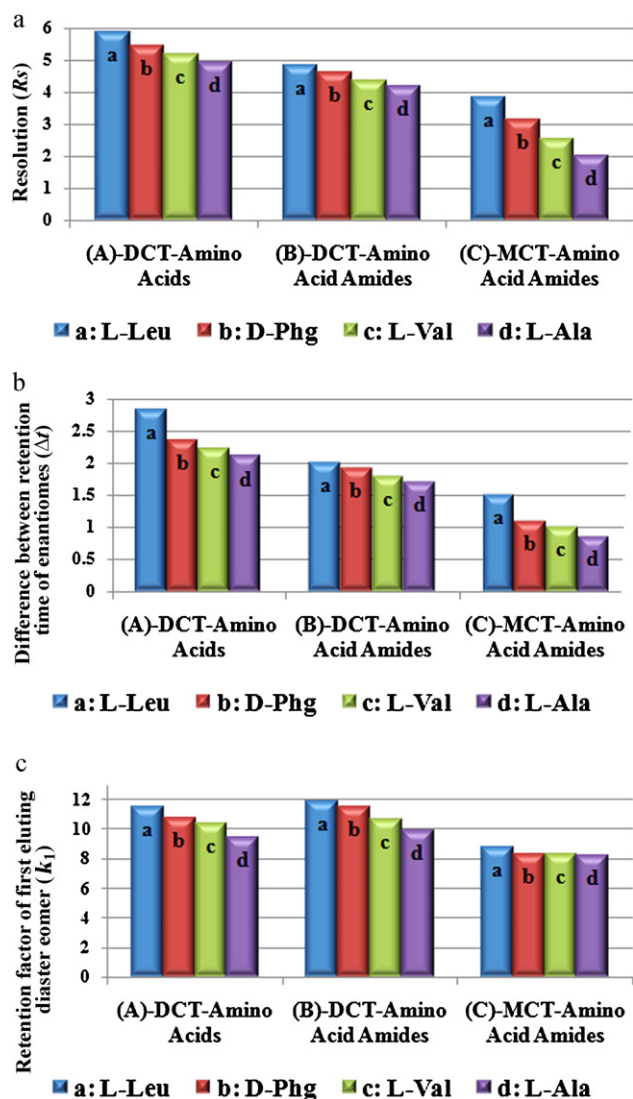 a
Resolution (Rs)
6
5
4
3
2
1
0
a b c d
a b c d
a b c d
(A)-DCT-Amino
Acids
(B)-DCT-Amino
Acid Amides
(C)-MCT-Amino
Acid Amides
a: L-Leu b: D-Phg c: L-Val d: L-Ala
b
Difference between retention
time of enantiomes (Δt)
3
2.5
2
1.5
1
0.5
0
a b c d
a b c d
a b c d
(A)-DCT-Amino
Acids
(B)-DCT-Amino
Acid Amides
(C)-MCT-Amino
Acid Amides
a: L-Leu b: D-Phg c: L-Val d: L-Ala
c
Retention factor of first eluting
diaster eomer (k₁)
12
10
8
6
4
2
0
a b c d
a b c d
a b c d
(A)-DCT-Amino
Acids
(B)-DCT-Amino
Acid Amides
(C)-MCT-Amino
Acid Amides
a: L-Leu b: D-Phg c: L-Val d: L-Ala